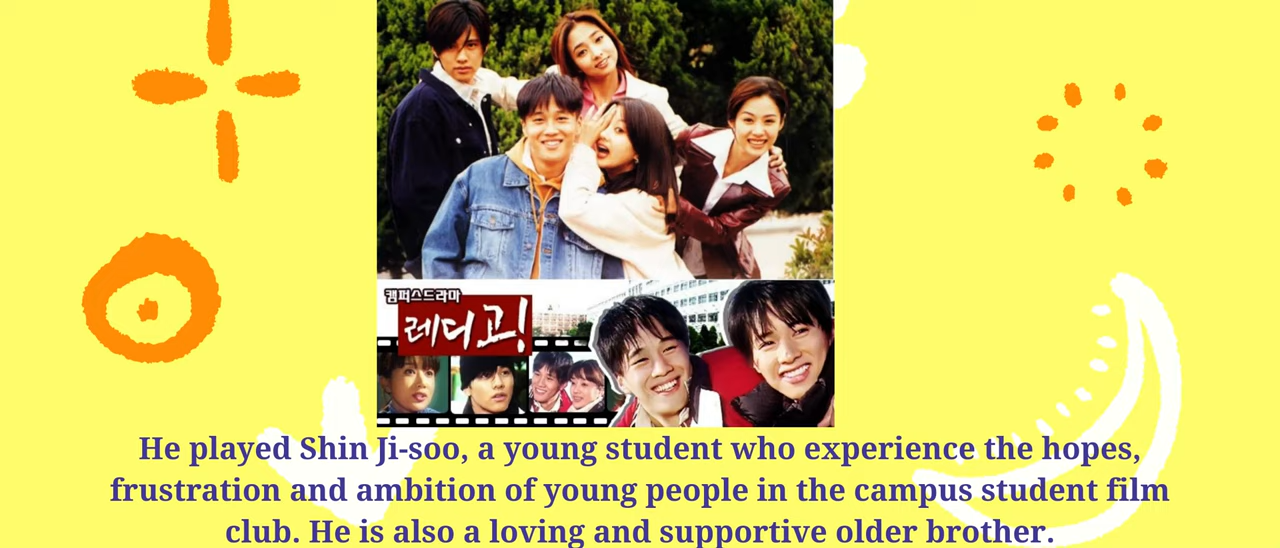 캠퍼스드라마
레디고!
He played Shin Ji-soo, a young student who experience the hopes,
frustration and ambition of young people in the campus student film
club. He is also a loving and supportive older brother.